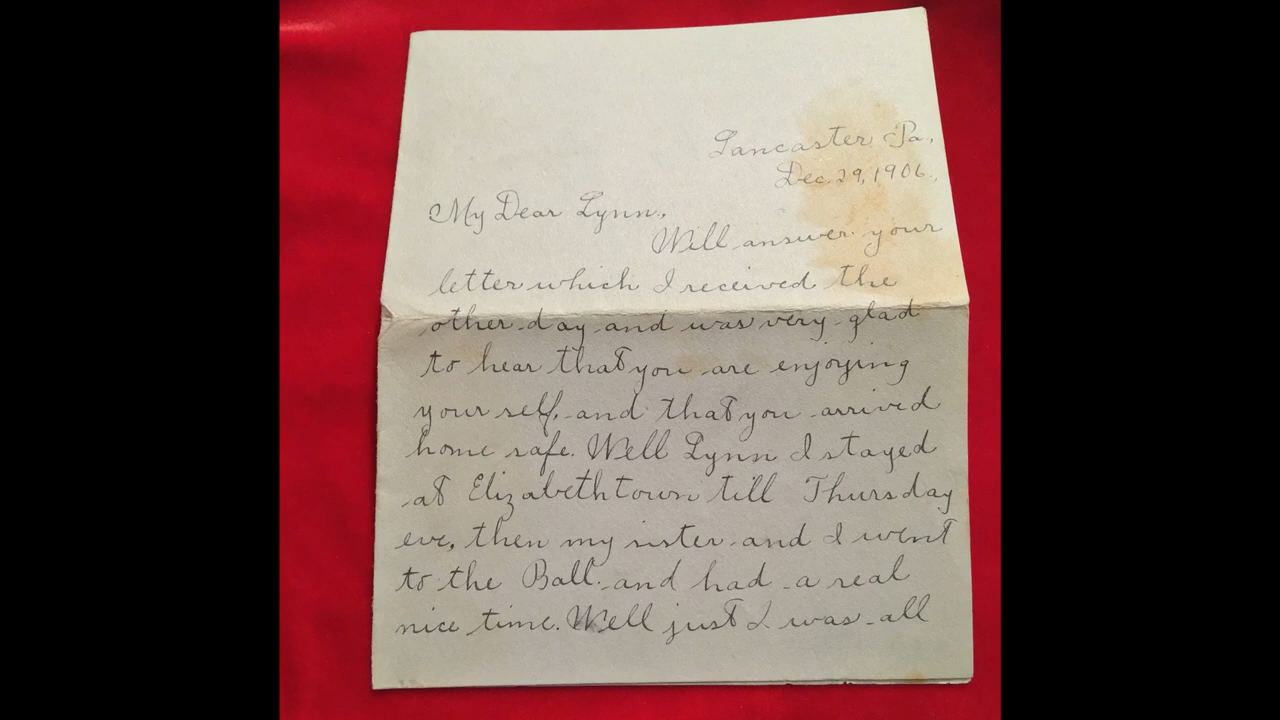 Lancaster Pa,
Dec. 29, 1906.
My Dear Lynn,
Will answer your
letter which I received the
other day and was very glad
to hear that you are enjoying
your self, and that you arrived
home safe. Well Lynn I stayed
at Elizabethtown till Thursday
eve, then my sister and I went
to the Ball. and had a real
nice time. Well just I was all